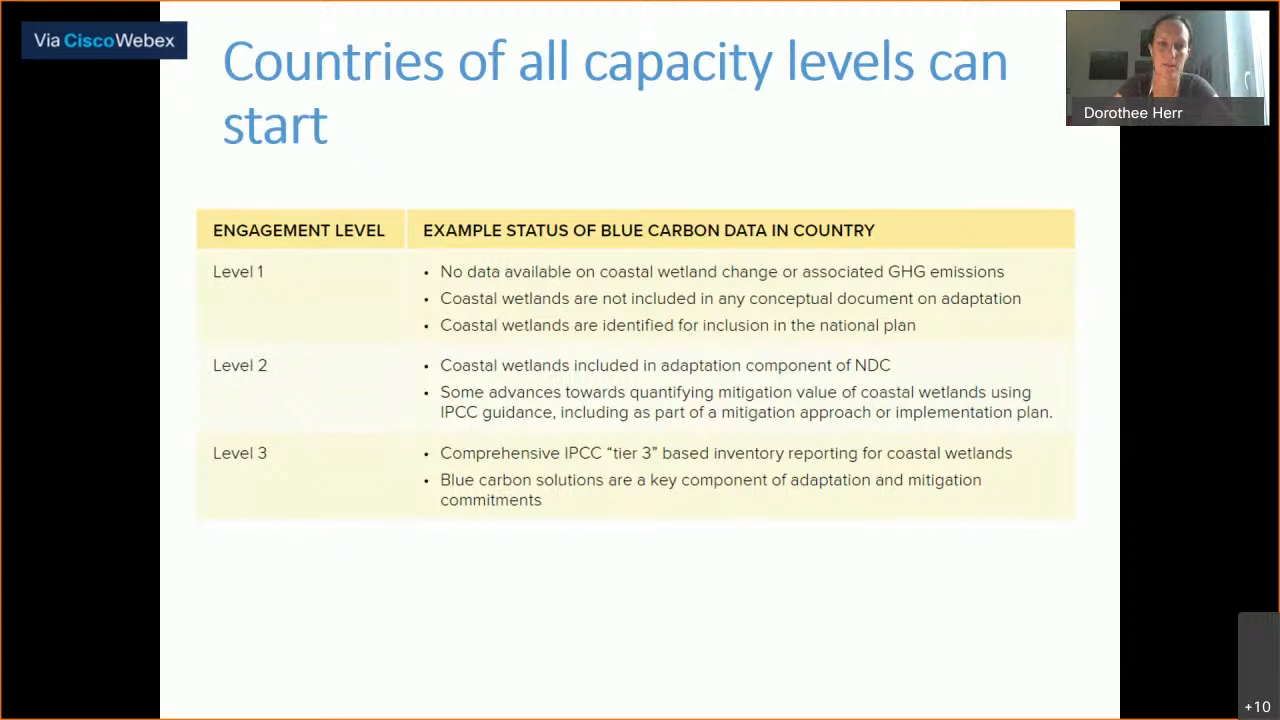 Via CiscoWebex
Countries of all capacity levels can
start
Dorothee Herr
ENGAGEMENT LEVEL
EXAMPLE STATUS OF BLUE CARBON DATA IN COUNTRY
Level 1
• No data available on coastal wetland change or associated GHG emissions
• Coastal wetlands are not included in any conceptual document on adaptation
• Coastal wetlands are identified for inclusion in the national plan
Level 2
• Coastal wetlands included in adaptation component of NDC
• Some advances towards quantifying mitigation value of coastal wetlands using
IPCC guidance, including as part of a mitigation approach or implementation plan.
Level 3
• Comprehensive IPCC “tier 3” based inventory reporting for coastal wetlands
• Blue carbon solutions are a key component of adaptation and mitigation
commitments
+10